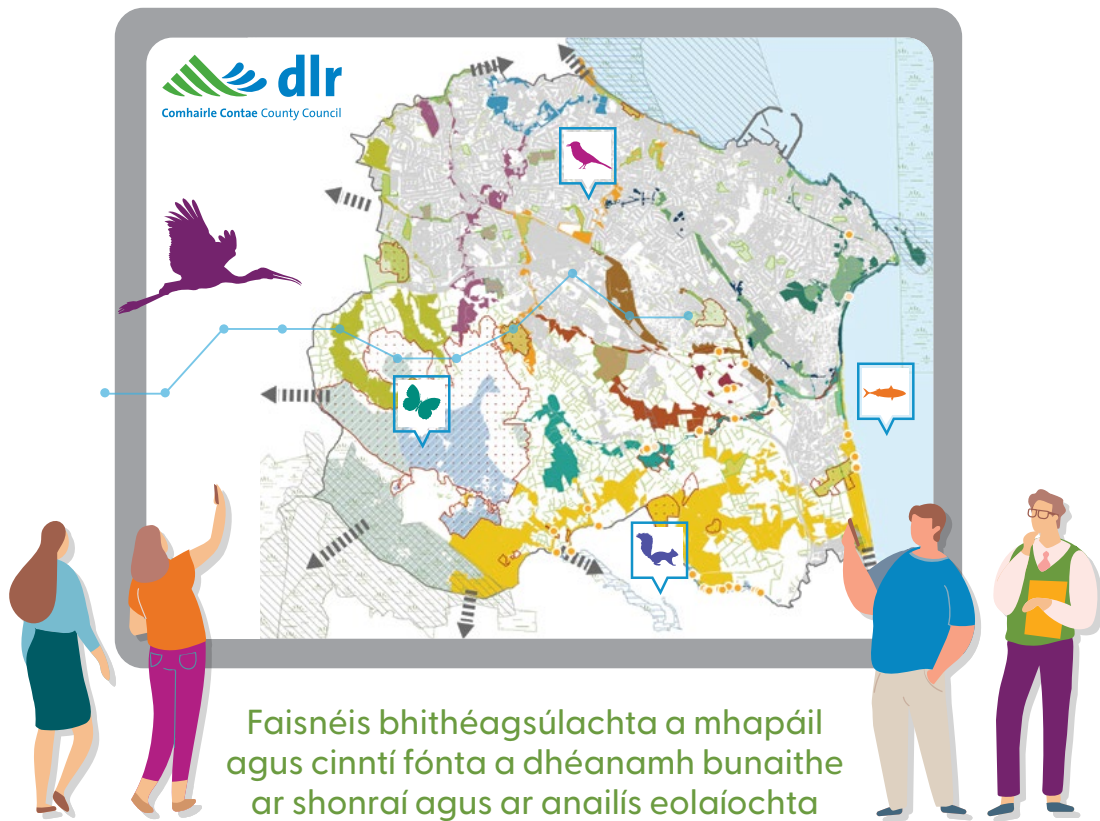 dlr
Comhairle Contae County Council
Faisnéis bhithéagsúlachta a mhapáil
agus cinntí fónta a dhéanamh bunaithe
ar shonraí agus ar anailís eolaíochta